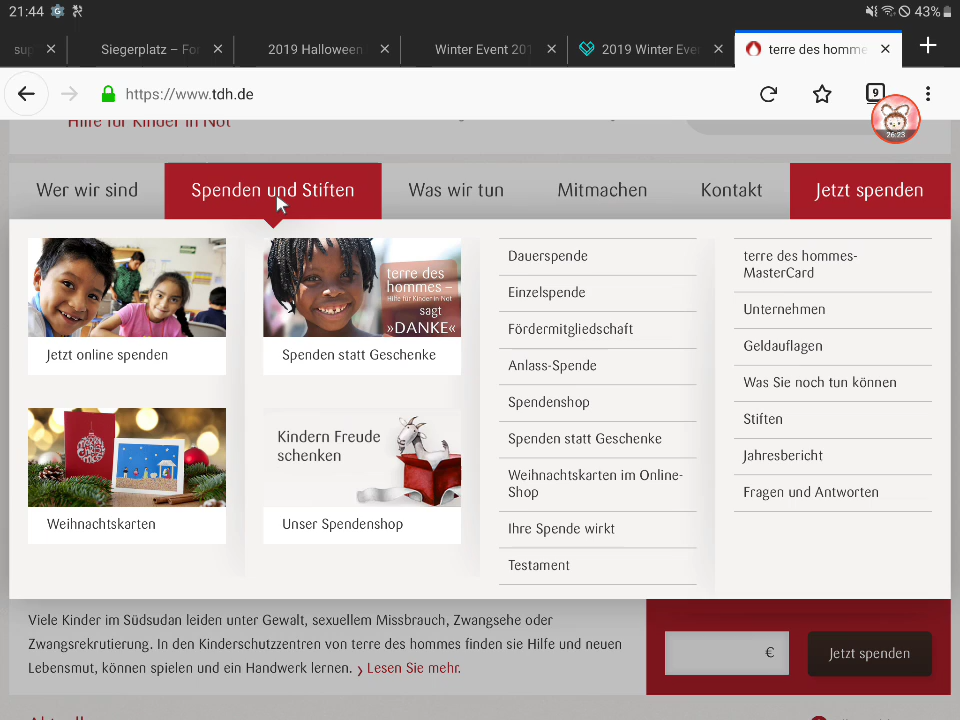 21:44
43%
sup
Siegerplatz – For
2019 Halloween
Winter Event 201
2019 Winter Even
terre des homme
https://www.tdh.de
9
26:23
Hilfe für Kinder in Not
Wer wir sind
Spenden und Stiften
Was wir tun
Mitmachen
Kontakt
Jetzt spenden
Jetzt online spenden
terre des
hommes –
Hilfe für Kinder in Not
sagt
»DANKE«
Spenden statt Geschenke
Weihnachtskarten
Kindern Freude
schenken
Unser Spendenshop
Dauerspende
Einzelspende
Fördermitgliedschaft
Anlass-Spende
Spendenshop
Spenden statt Geschenke
Weihnachtskarten im Online-
Shop
Ihre Spende wirkt
Testament
terre des hommes-
MasterCard
Unternehmen
Geldauflagen
Was Sie noch tun können
Stiften
Jahresbericht
Fragen und Antworten
Viele Kinder im Südsudan leiden unter Gewalt, sexuellem Missbrauch, Zwangsehe oder
Zwangsrekrutierung. In den Kinderschutzzentren von terre des hommes finden sie Hilfe und neuen
Lebensmut, können spielen und ein Handwerk lernen. › Lesen Sie mehr.
€
Jetzt spenden